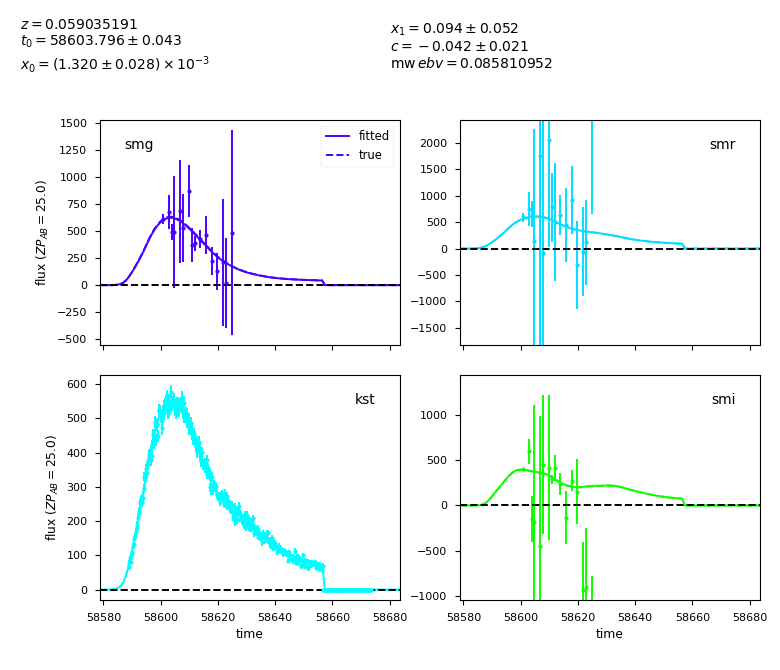 z = 0.059035191
t₀ = 58603.796 ± 0.043
x₀ = (1.320 ± 0.028) × 10⁻³
x₁ = 0.094 ± 0.052
c = −0.042 ± 0.021
mw ebv = 0.085810952
1500
1250
1000
750
500
250
0
−250
−500
flux (ZP_AB = 25.0)
smg
fitted
true
2000
1500
1000
500
0
−500
−1000
−1500
smr
600
500
400
300
200
100
0
flux (ZP_AB = 25.0)
kst
58580
58600
58620
58640
58660
58680
time
1000
500
0
−500
−1000
smi
58580
58600
58620
58640
58660
58680
time